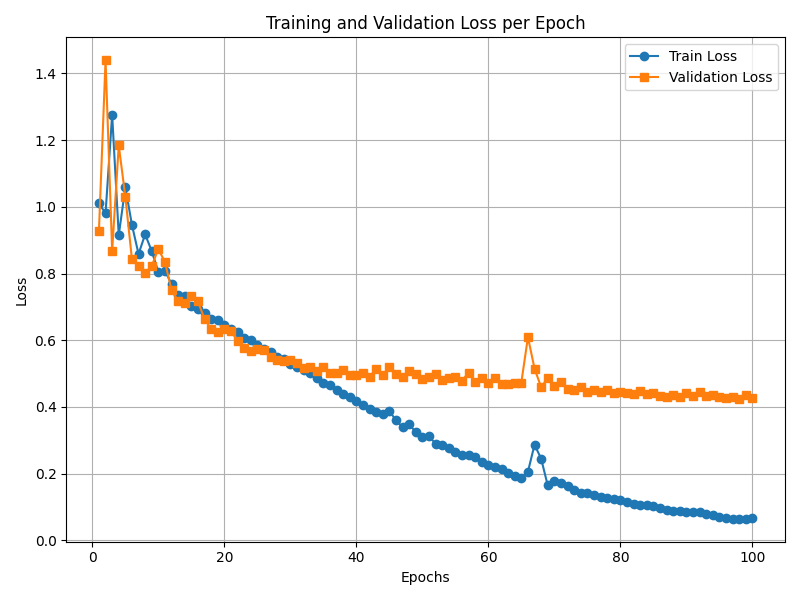 Training and Validation Loss per Epoch
Train Loss
Validation Loss
Loss
1.4
1.2
1.0
0.8
0.6
0.4
0.2
0.0
0 20 40 60 80 100
Epochs